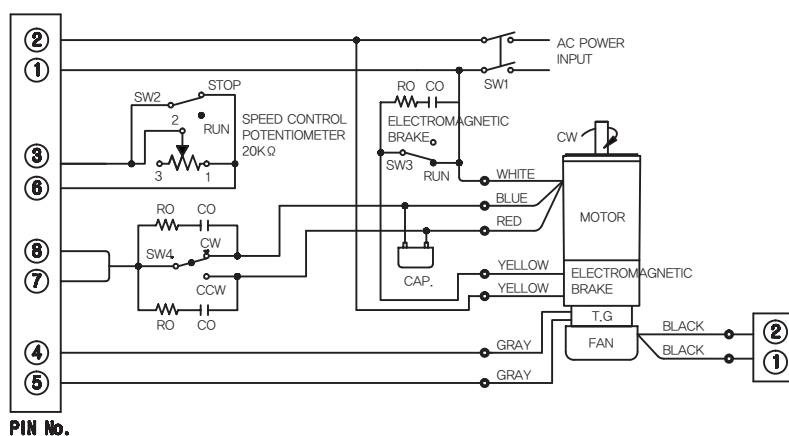 ②
①
③
⑥
⑧
⑦
④
⑤
PIN No.
SW2
STOP
2
RUN
3
1
SPEED CONTROL
POTENTIOMETER
20KΩ
RO CO
SW4
CW
CCW
RO CO
RO CO
ELECTROMAGNETIC
BRAKE
SW3
RUN
SW1
AC POWER
INPUT
WHITE
BLUE
RED
CAP.
YELLOW
YELLOW
GRAY
GRAY
CW
MOTOR
ELECTROMAGNETIC
BRAKE
T.G
FAN
BLACK
BLACK
②
①